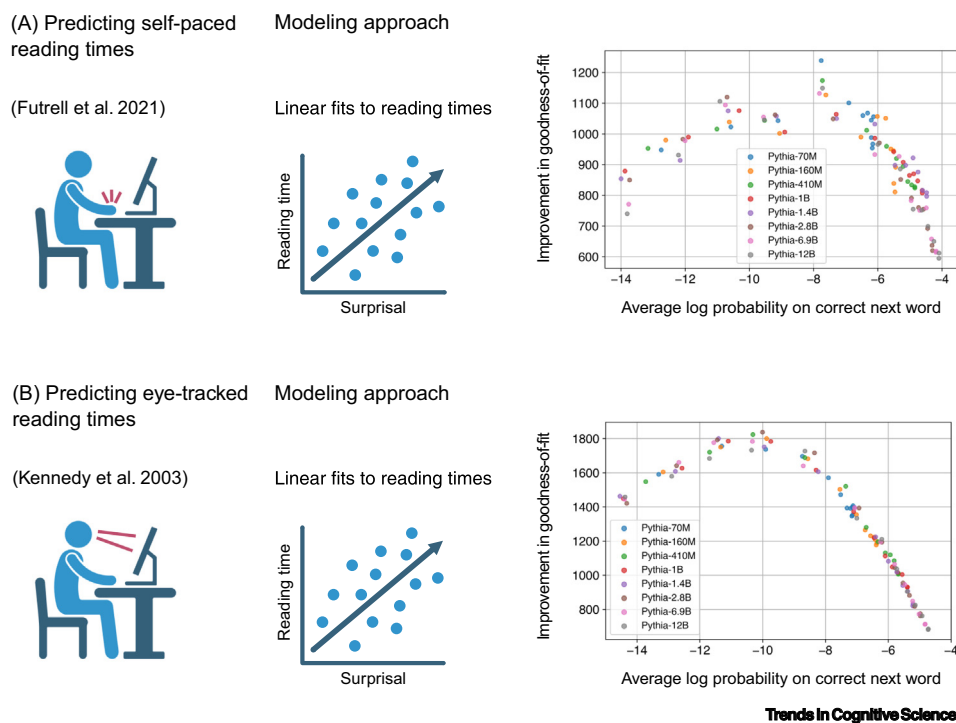 (A) Predicting self-paced
reading times
Modeling approach
(Futrell et al. 2021)
Linear fits to reading times
Reading time
Surprisal
Improvement in goodness-of-fit
1200
1100
1000
900
800
700
600
Pythia-70M
Pythia-160M
Pythia-410M
Pythia-1B
Pythia-1.4B
Pythia-2.8B
Pythia-6.9B
Pythia-12B
−14 −12 −10 −8 −6 −4
Average log probability on correct next word
(B) Predicting eye-tracked
reading times
Modeling approach
(Kennedy et al. 2003)
Linear fits to reading times
Reading time
Surprisal
Improvement in goodness-of-fit
1800
1600
1400
1200
1000
800
Pythia-70M
Pythia-160M
Pythia-410M
Pythia-1B
Pythia-1.4B
Pythia-2.8B
Pythia-6.9B
Pythia-12B
−14 −12 −10 −8 −6 −4
Average log probability on correct next word
Trends in Cognitive Science